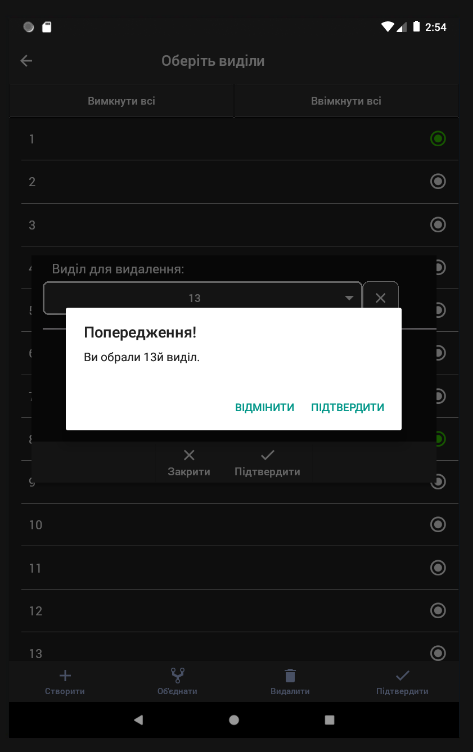 2:54
Оберіть виділи
Вимкнути всі
Ввімкнути всі
1
2
3
Виділ для видалення:
13
Попередження!
Ви обрали 13й виділ.
ВІДМІНИТИ
ПІДТВЕРДИТИ
8
Закрити
Підтвердити
9
10
11
12
13
Створити
Об'єднати
Видалити
Підтвердити